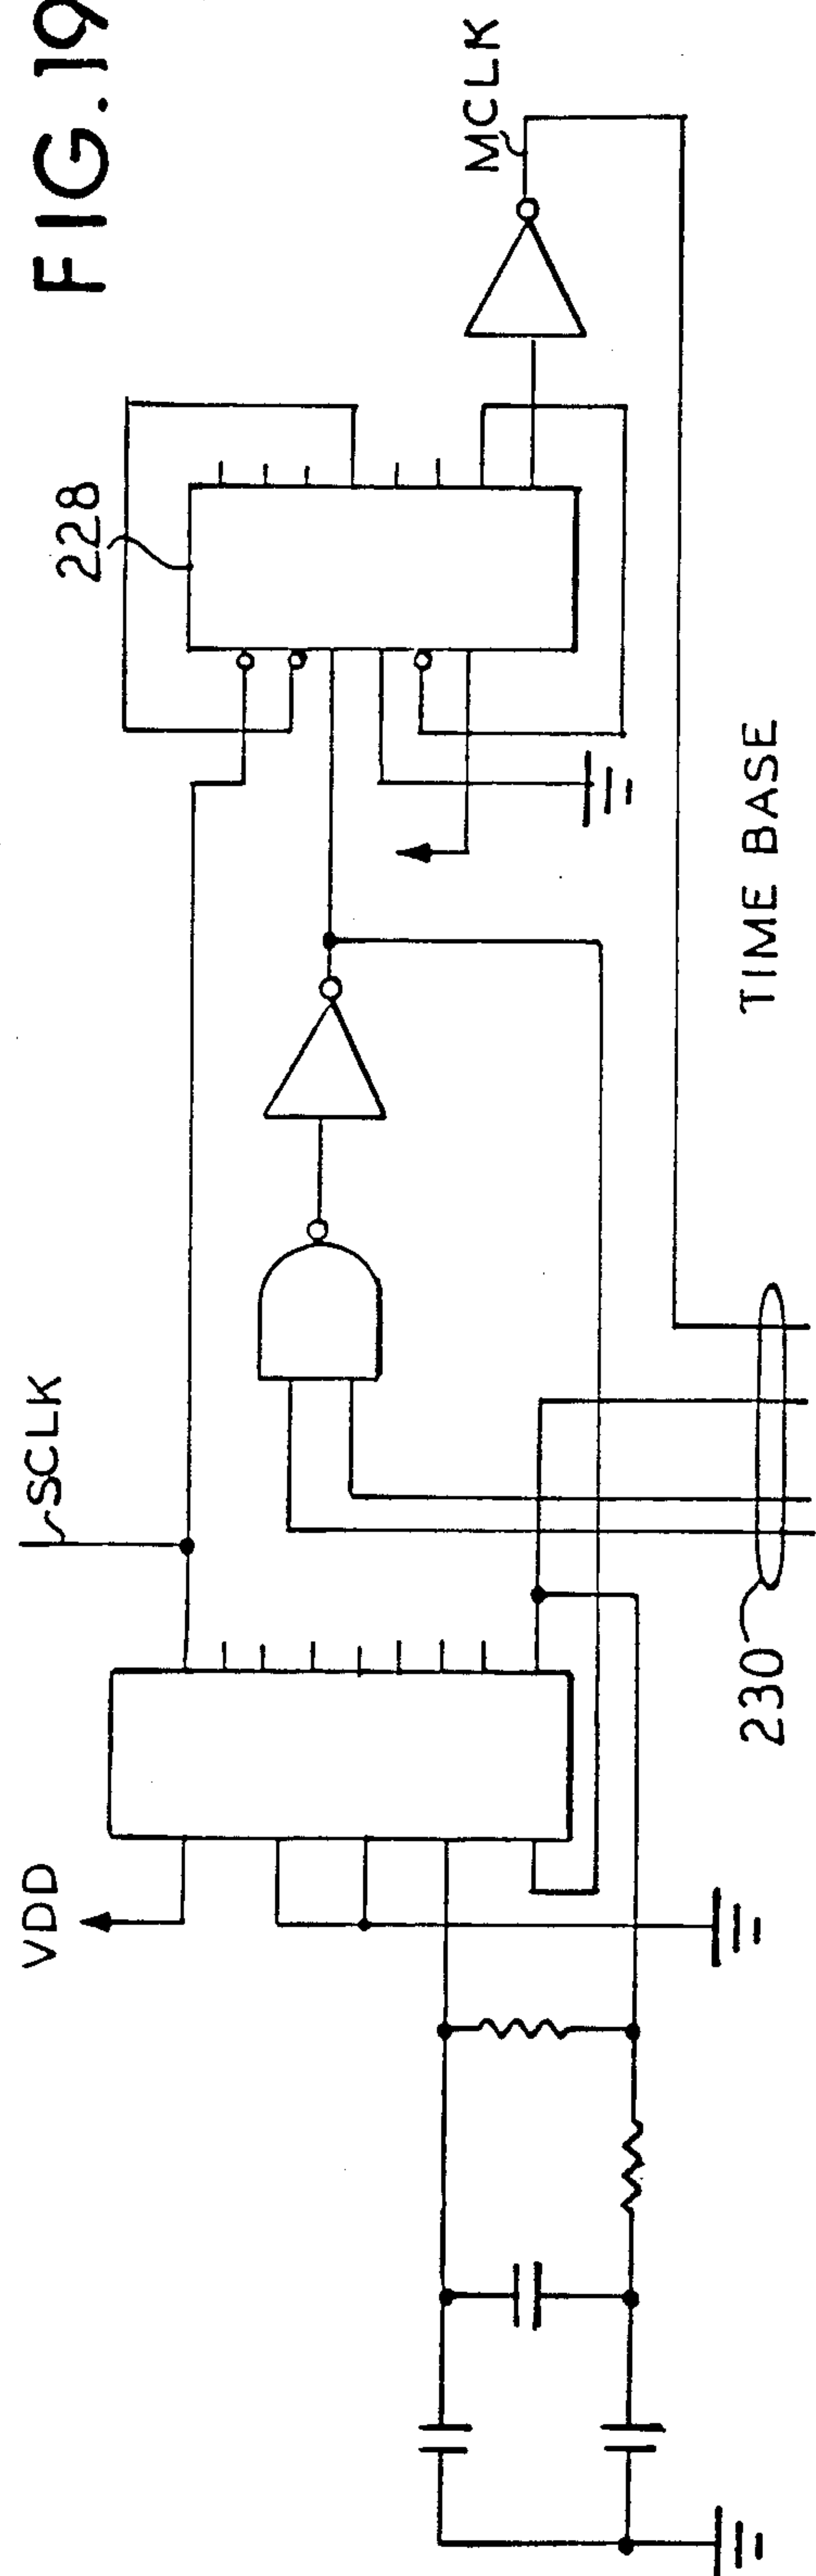 FIG.19
MCLK
228
SCLK
TIME BASE
VDD
230